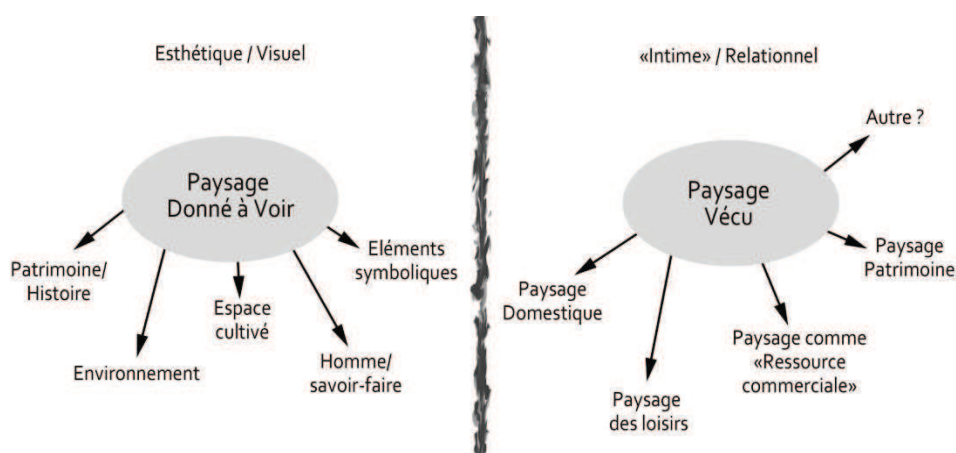 Esthétique / Visuel
Paysage
Donné à Voir
Patrimoine/
Histoire
Environnement
Espace
cultivé
Homme/
savoir-faire
Eléments
symboliques
«Intime» / Relationnel
Paysage
Vécu
Autre ?
Paysage
Patrimoine
Paysage
Domestique
Paysage
des loisirs
Paysage comme
«Ressource
commerciale»